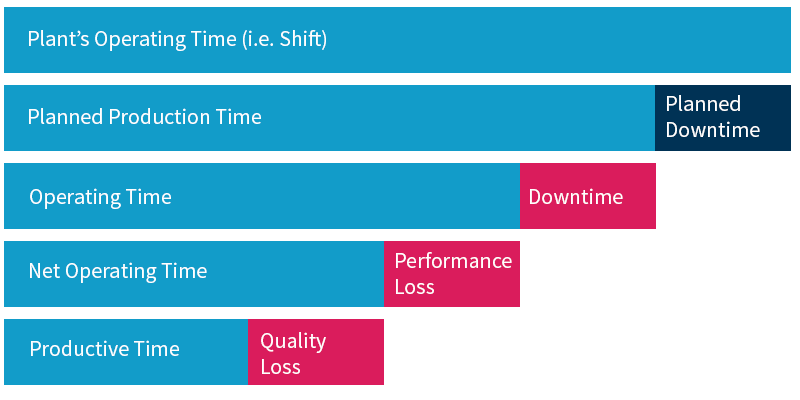 Plant’s Operating Time (i.e. Shift)
Planned Production Time
Planned
Downtime
Operating Time
Downtime
Net Operating Time
Performance
Loss
Productive Time
Quality
Loss